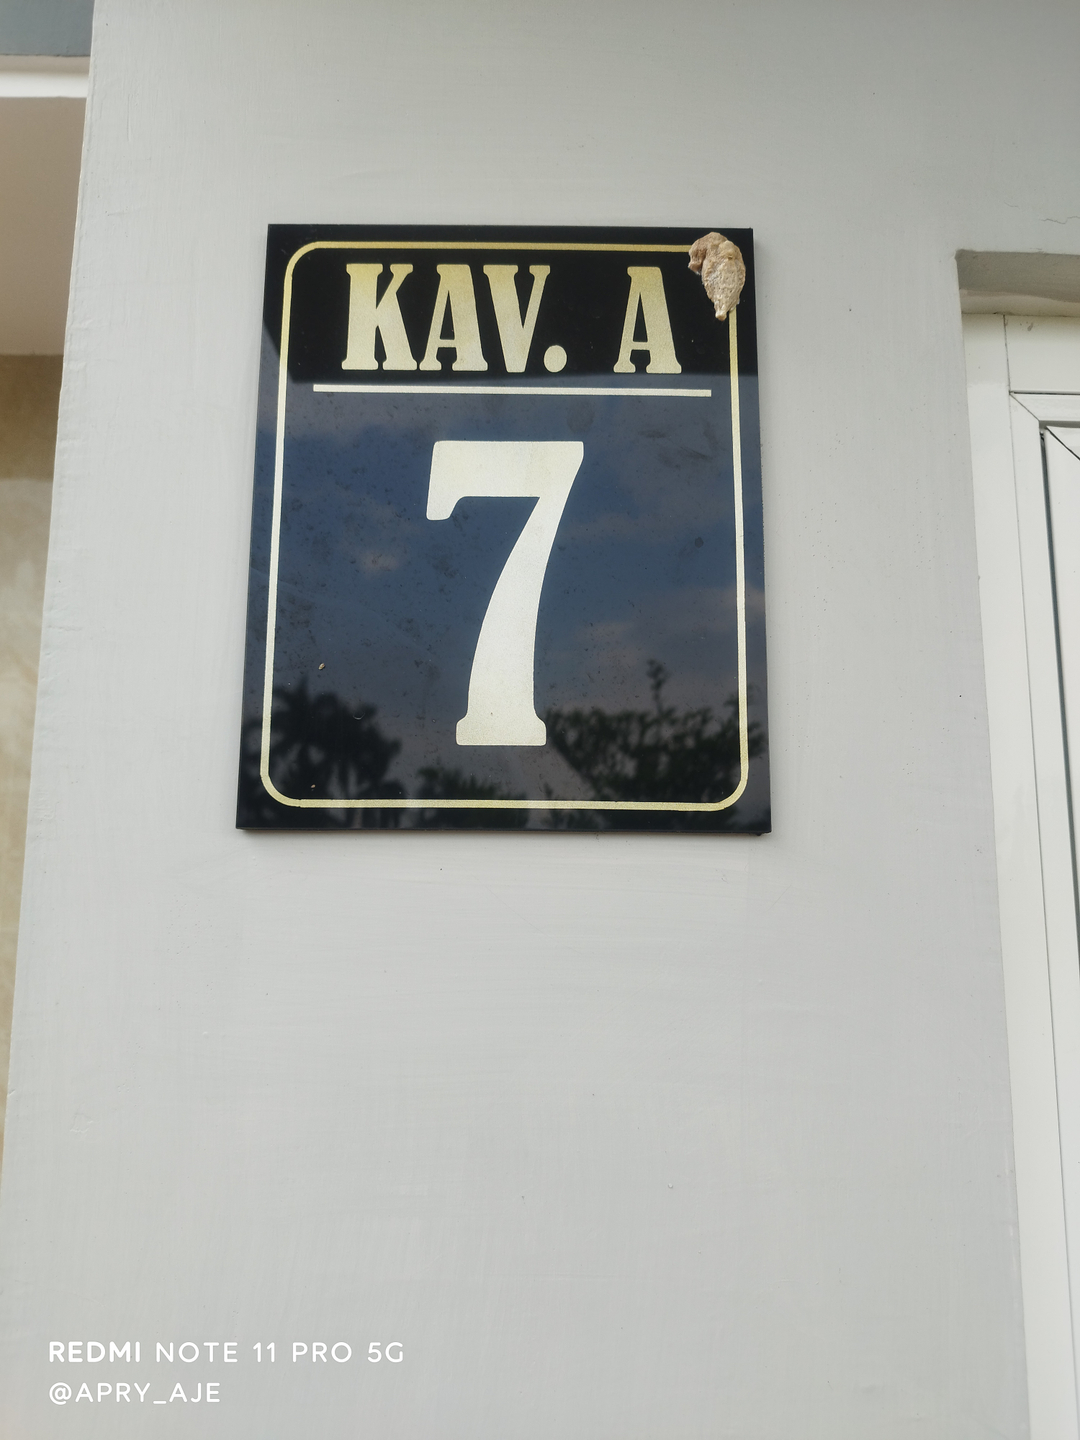 KAV. A
7
REDMI NOTE 11 PRO 5G
@APRY_AJE